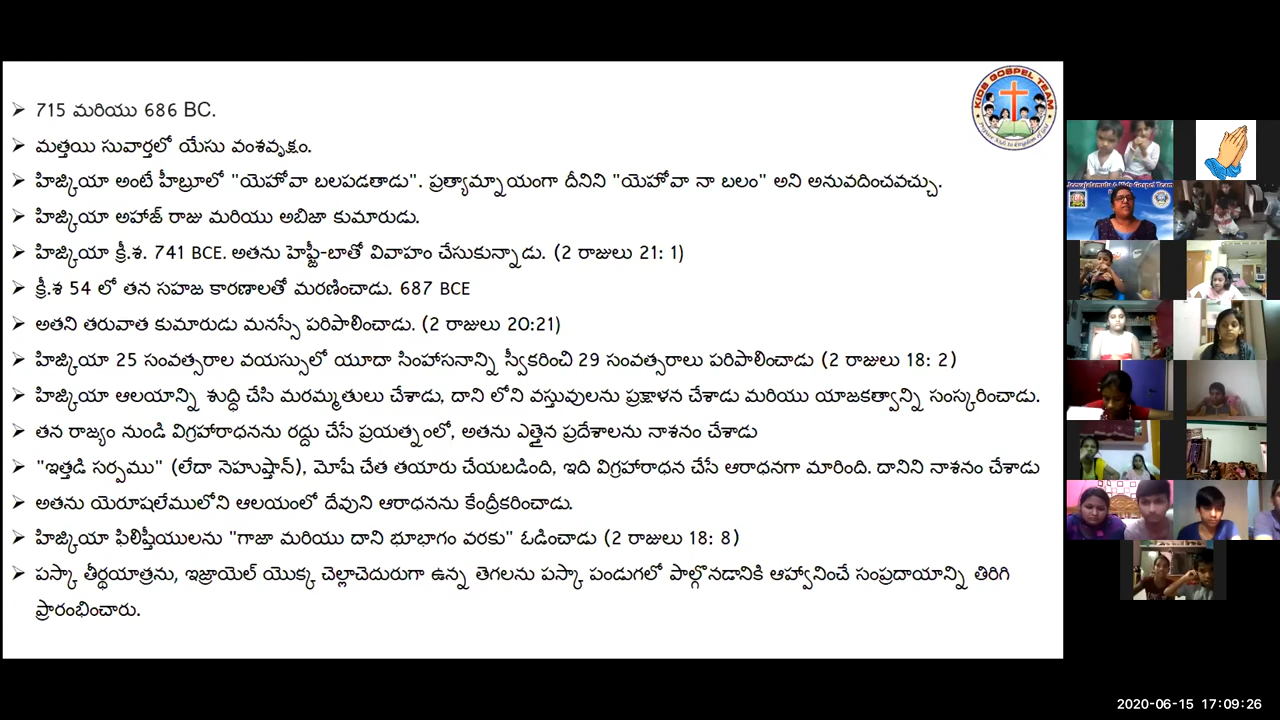 ➤ 715 మరియు 686 BC.
➤ మత్తయి సువార్తలో యేసు వంశవృక్షం.
➤ హిజ్కియా అంటే హీబ్రూలో "యెహోవా బలపడతాడు". ప్రత్యామ్నాయంగా దీనిని "యెహోవా నా బలం" అని అనువదించవచ్చు.
➤ హిజ్కియా అహాజ్ రాజు మరియు అబిజా కుమారుడు.
➤ హిజ్కియా క్రీ.శ. 741 BCE. అతను హెఫ్జీ-బాతో వివాహం చేసుకున్నాడు. (2 రాజులు 21: 1)
➤ క్రీ.శ 54 లో తన సహజ కారణాలతో మరణించాడు. 687 BCE
➤ అతని తరువాత కుమారుడు మనస్సే పరిపాలించాడు. (2 రాజులు 20:21)
➤ హిజ్కియా 25 సంవత్సరాల వయస్సులో యూదా సింహాసనాన్ని స్వీకరించి 29 సంవత్సరాలు పరిపాలించాడు (2 రాజులు 18: 2)
➤ హిజ్కియా ఆలయాన్ని శుద్ధి చేసి మరమ్మతులు చేశాడు, దాని లోని వస్తువులను ప్రక్షాళన చేశాడు మరియు యాజకత్వాన్ని సంస్కరించాడు.
➤ తన రాజ్యం నుండి విగ్రహారాధనను రద్దు చేసే ప్రయత్నంలో, అతను ఎత్తైన ప్రదేశాలను నాశనం చేశాడు
➤ "ఇత్తడి సర్పము" (లేదా నెహుష్తాన్), మోషే చేత తయారు చేయబడింది, ఇది విగ్రహారాధన చేసే ఆరాధనగా మారింది. దానిని నాశనం చేశాడు
➤ అతను యెరూషలేములోని ఆలయంలో దేవుని ఆరాధనను కేంద్రీకరించాడు.
➤ హిజ్కియా ఫిలిష్తీయులను "గాజా మరియు దాని భూభాగం వరకు" ఓడించాడు (2 రాజులు 18: 8)
➤ పస్కా తీర్థయాత్రను, ఇజ్రాయెల్ యొక్క చెల్లాచెదురుగా ఉన్న తెగలను పస్కా పండుగలో పాల్గొనడానికి ఆహ్వానించే సంప్రదాయాన్ని తిరిగి
ప్రారంభించారు.
KIDS GOSPEL TEAM
Jeevajalamulu & Kids Gospel Team
2020-06-15 17:09:26